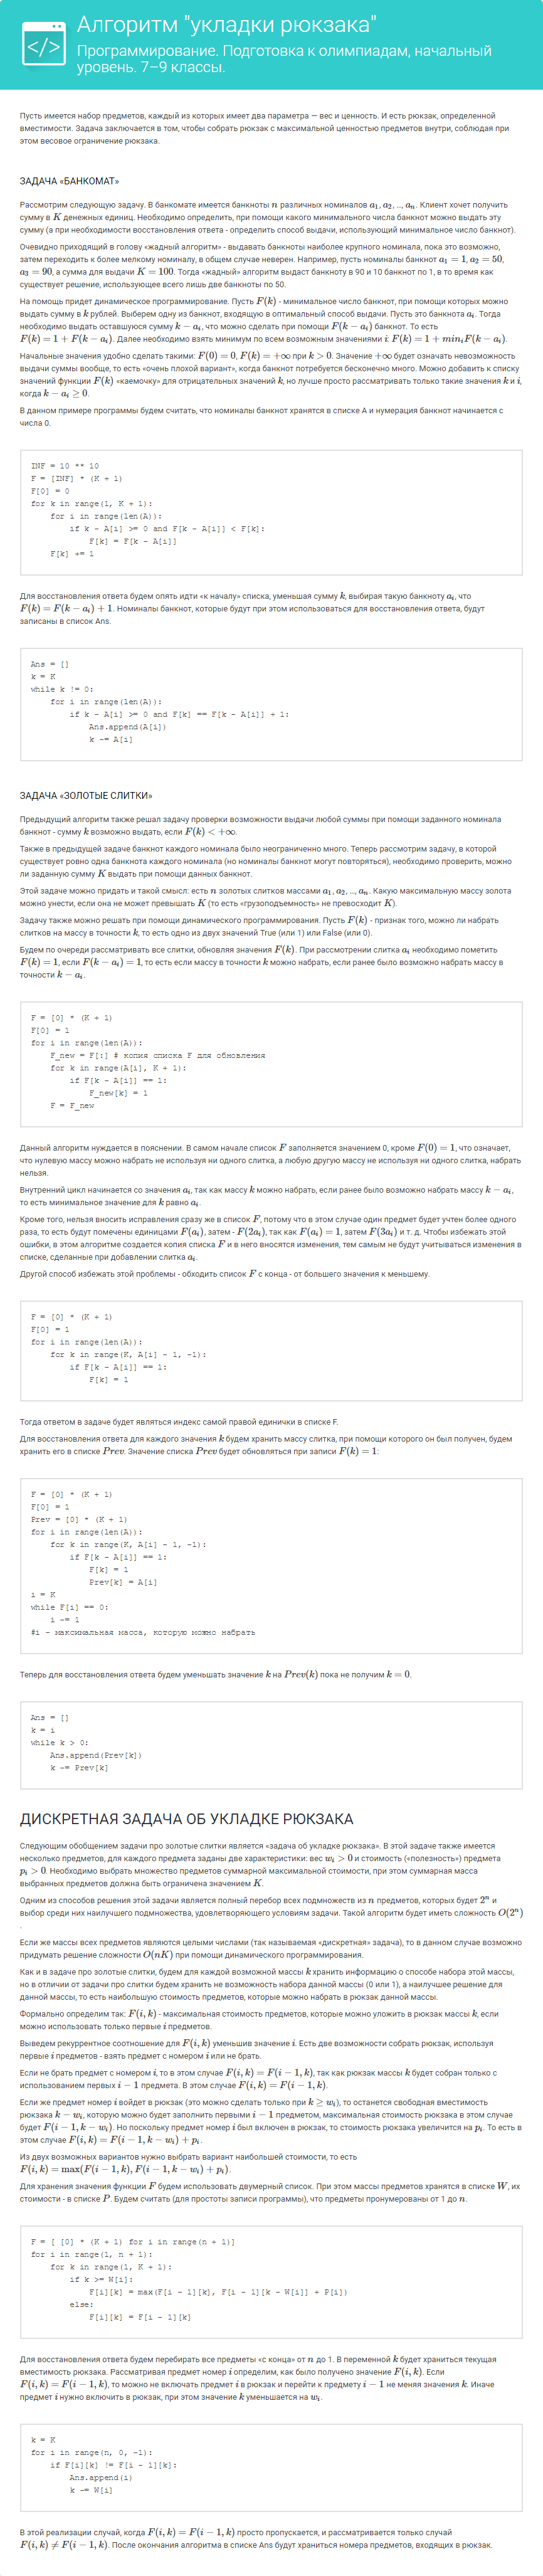 </>
Алгоритм "укладки рюкзака"
Программирование. Подготовка к олимпиадам, начальный
уровень. 7–9 классы.
Пусть имеется набор предметов, каждый из которых имеет два параметра — вес и ценность. И есть рюкзак, определенной
вместимости. Задача заключается в том, чтобы собрать рюкзак с максимальной ценностью предметов внутри, соблюдая при
этом весовое ограничение рюкзака.
ЗАДАЧА «БАНКОМАТ»
Рассмотрим следующую задачу. В банкомате имеется банкноты n различных номиналов a₁, a₂, .., aₙ. Клиент хочет получить
сумму в K денежных единиц. Необходимо определить, при помощи какого минимального числа банкнот можно выдать эту
сумму (а при необходимости восстановления ответа - определить способ выдачи, использующий минимальное число банкнот).
Очевидно приходящий в голову «жадный алгоритм» - выдавать банкноты наиболее крупного номинала, пока это возможно,
затем переходить к более мелкому номиналу, в общем случае неверен. Например, пусть номиналы банкнот a₁ = 1, a₂ = 50,
a₃ = 90, а сумма для выдачи K = 100. Тогда «жадный» алгоритм выдаст банкноту в 90 и 10 банкнот по 1, в то время как
существует решение, использующее всего лишь две банкноты по 50.
На помощь придет динамическое программирование. Пусть F(k) - минимальное число банкнот, при помощи которых можно
выдать сумму в k рублей. Выберем одну из банкнот, входящую в оптимальный способ выдачи. Пусть это банкнота aᵢ. Тогда
необходимо выдать оставшуюся сумму k − aᵢ, что можно сделать при помощи F(k − aᵢ) банкнот. То есть
F(k) = 1 + F(k − aᵢ). Далее необходимо взять минимум по всем возможным значениями i: F(k) = 1 + minᵢF(k − aᵢ).
Начальные значения удобно сделать такими: F(0) = 0, F(k) = +∞ при k > 0. Значение +∞ будет означать невозможность
выдачи суммы вообще, то есть «очень плохой вариант», когда банкнот потребуется бесконечно много. Можно добавить к списку
значений функции F(k) «каемочку» для отрицательных значений k, но лучше просто рассматривать только такие значения k и i,
когда k − aᵢ ≥ 0.
В данном примере программы будем считать, что номиналы банкнот хранятся в списке A и нумерация банкнот начинается с
числа 0.
INF = 10 ** 10
F = [INF] * (K + 1)
F[0] = 0
for k in range(1, K + 1):
    for i in range(len(A)):
        if k - A[i] >= 0 and F[k - A[i]] < F[k]:
            F[k] = F[k - A[i]]
    F[k] += 1
Для восстановления ответа будем опять идти «к началу» списка, уменьшая сумму k, выбирая такую банкноту aᵢ, что
F(k) = F(k − aᵢ) + 1. Номиналы банкнот, которые будут при этом использоваться для восстановления ответа, будут
записаны в список Ans.
Ans = []
k = K
while k != 0:
    for i in range(len(A)):
        if k - A[i] >= 0 and F[k] == F[k - A[i]] + 1:
            Ans.append(A[i])
            k -= A[i]
ЗАДАЧА «ЗОЛОТЫЕ СЛИТКИ»
Предыдущий алгоритм также решал задачу проверки возможности выдачи любой суммы при помощи заданного номинала
банкнот - сумму k возможно выдать, если F(k) < +∞.
Также в предыдущей задаче банкнот каждого номинала было неограниченно много. Теперь рассмотрим задачу, в которой
существует ровно одна банкнота каждого номинала (но номиналы банкнот могут повторяться), необходимо проверить, можно
ли заданную сумму K выдать при помощи данных банкнот.
Этой задаче можно придать и такой смысл: есть n золотых слитков массами a₁, a₂, .., aₙ. Какую максимальную массу золота
можно унести, если она не может превышать K (то есть «грузоподъемность» не превосходит K).
Задачу также можно решать при помощи динамического программирования. Пусть F(k) - признак того, можно ли набрать
слитков на массу в точности k, то есть одно из двух значений True (или 1) или False (или 0).
Будем по очереди рассматривать все слитки, обновляя значения F(k). При рассмотрении слитка aᵢ необходимо пометить
F(k) = 1, если F(k − aᵢ) = 1, то есть если массу в точности k можно набрать, если ранее было возможно набрать массу в
точности k − aᵢ.
F = [0] * (K + 1)
F[0] = 1
for i in range(len(A)):
    F_new = F[:] # копия списка F для обновления
    for k in range(A[i], K + 1):
        if F[k - A[i]] == 1:
            F_new[k] = 1
    F = F_new
Данный алгоритм нуждается в пояснении. В самом начале список F заполняется значением 0, кроме F(0) = 1, что означает,
что нулевую массу можно набрать не используя ни одного слитка, а любую другую массу не используя ни одного слитка, набрать
нельзя.
Внутренний цикл начинается со значения aᵢ, так как массу k можно набрать, если ранее было возможно набрать массу k − aᵢ,
то есть минимальное значение для k равно aᵢ.
Кроме того, нельзя вносить исправления сразу же в список F, потому что в этом случае один предмет будет учтен более одного
раза, то есть будут помечены единицами F(aᵢ), затем - F(2aᵢ), так как F(aᵢ) = 1, затем F(3aᵢ) и т. д. Чтобы избежать этой
ошибки, в этом алгоритме создается копия списка F и в него вносятся изменения, тем самым не будут учитываться изменения в
списке, сделанные при добавлении слитка aᵢ.
Другой способ избежать этой проблемы - обходить список F с конца - от большего значения к меньшему.
F = [0] * (K + 1)
F[0] = 1
for i in range(len(A)):
    for k in range(K, A[i] - 1, -1):
        if F[k - A[i]] == 1:
            F[k] = 1
Тогда ответом в задаче будет являться индекс самой правой единички в списке F.
Для восстановления ответа для каждого значения k будем хранить массу слитка, при помощи которого он был получен, будем
хранить его в списке Prev. Значение списка Prev будет обновляться при записи F(k) = 1:
F = [0] * (K + 1)
F[0] = 1
Prev = [0] * (K + 1)
for i in range(len(A)):
    for k in range(K, A[i] - 1, -1):
        if F[k - A[i]] == 1:
            F[k] = 1
            Prev[k] = A[i]
i = K
while F[i] == 0:
    i -= 1
#i - максимальная масса, которую можно набрать
Теперь для восстановления ответа будем уменьшать значение k на Prev(k) пока не получим k = 0.
Ans = []
k = i
while k > 0:
    Ans.append(Prev[k])
    k -= Prev[k]
ДИСКРЕТНАЯ ЗАДАЧА ОБ УКЛАДКЕ РЮКЗАКА
Следующим обобщением задачи про золотые слитки является «задача об укладке рюкзака». В этой задаче также имеется
несколько предметов, для каждого предмета заданы две характеристики: вес wᵢ > 0 и стоимость («полезность») предмета
pᵢ > 0. Необходимо выбрать множество предметов суммарной максимальной стоимости, при этом суммарная масса
выбранных предметов должна быть ограничена значением K.
Одним из способов решения этой задачи является полный перебор всех подмножеств из n предметов, которых будет 2ⁿ и
выбор среди них наилучшего подмножества, удовлетворяющего условиям задачи. Такой алгоритм будет иметь сложность O(2ⁿ)
.
Если же массы всех предметов являются целыми числами (так называемая «дискретная» задача), то в данном случае возможно
придумать решение сложности O(nK) при помощи динамического программирования.
Как и в задаче про золотые слитки, будем для каждой возможной массы k хранить информацию о способе набора этой массы,
но в отличии от задачи про слитки будем хранить не возможность набора данной массы (0 или 1), а наилучшее решение для
данной массы, то есть наибольшую стоимость предметов, которые можно набрать в рюкзак данной массы.
Формально определим так: F(i, k) - максимальная стоимость предметов, которые можно уложить в рюкзак массы k, если
можно использовать только первые i предметов.
Выведем рекуррентное соотношение для F(i, k) уменьшив значение i. Есть две возможности собрать рюкзак, используя
первые i предметов - взять предмет с номером i или не брать.
Если не брать предмет с номером i, то в этом случае F(i, k) = F(i − 1, k), так как рюкзак массы k будет собран только с
использованием первых i − 1 предмета. В этом случае F(i, k) = F(i − 1, k).
Если же предмет номер i войдет в рюкзак (это можно сделать только при k ≥ wᵢ), то останется свободная вместимость
рюкзака k − wᵢ, которую можно будет заполнить первыми i − 1 предметом, максимальная стоимость рюкзака в этом случае
будет F(i − 1, k − wᵢ). Но поскольку предмет номер i был включен в рюкзак, то стоимость рюкзака увеличится на pᵢ. То есть в
этом случае F(i, k) = F(i − 1, k − wᵢ) + pᵢ.
Из двух возможных вариантов нужно выбрать вариант наибольшей стоимости, то есть
F(i, k) = max(F(i − 1, k), F(i − 1, k − wᵢ) + pᵢ).
Для хранения значения функции F будем использовать двумерный список. При этом массы предметов хранятся в списке W, их
стоимости - в списке P. Будем считать (для простоты записи программы), что предметы пронумерованы от 1 до n.
F = [ [0] * (K + 1) for i in range(n + 1)]
for i in range(1, n + 1):
    for k in range(1, K + 1):
        if k >= W[i]:
            F[i][k] = max(F[i - 1][k], F[i - 1][k - W[i]] + P[i])
        else:
            F[i][k] = F[i - 1][k]
Для восстановления ответа будем перебирать все предметы «с конца» от n до 1. В переменной k будет храниться текущая
вместимость рюкзака. Рассматривая предмет номер i определим, как было получено значение F(i, k). Если
F(i, k) = F(i − 1, k), то можно не включать предмет i в рюкзак и перейти к предмету i − 1 не меняя значения k. Иначе
предмет i нужно включить в рюкзак, при этом значение k уменьшается на wᵢ.
k = K
for i in range(n, 0, -1):
    if F[i][k] != F[i - 1][k]:
        Ans.append(i)
        k -= W[i]
В этой реализации случай, когда F(i, k) = F(i − 1, k) просто пропускается, и рассматривается только случай
F(i, k) ≠ F(i − 1, k). После окончания алгоритма в списке Ans будут храниться номера предметов, входящих в рюкзак.